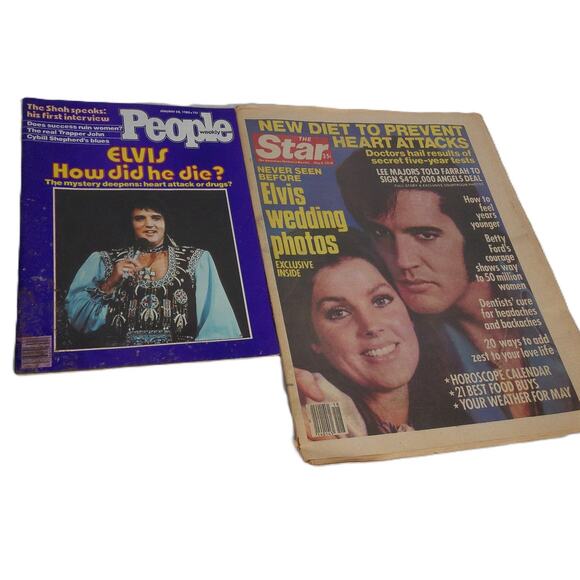 The Shah speaks:
his first interview
Does success ruin women?
The real Trapper John
Cybill Shepherd's blues
People
weekly
ELVIS
How did he die?
The mystery deepens: heart attack or drugs?
NEW DIET TO PREVENT
HEART ATTACKS
THE
Star
35¢
Doctors hail results of
secret five-year tests
LEE MAJORS TOLD FARRAH TO
SIGN $420,000 ANGELS DEAL
NEVER SEEN
BEFORE
Elvis
wedding
photos
EXCLUSIVE
INSIDE
How to
feel
years
younger
Betty
Ford's
courage
shows way
to 50 million
women
Dentists' cure
for headaches
and backaches
20 ways to add
zest to your love life
*HOROSCOPE CALENDAR
*21 BEST FOOD BUYS
*YOUR WEATHER FOR MAY